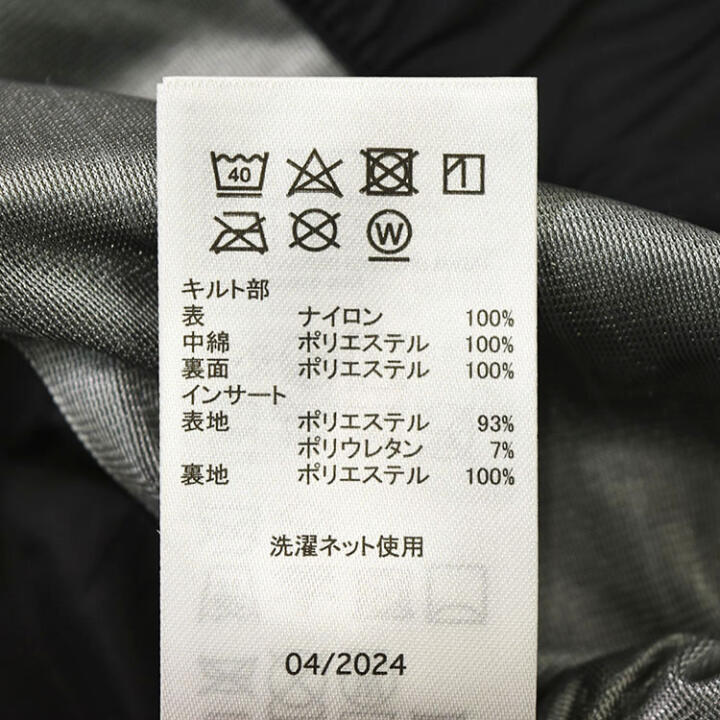 40
W
キルト部
表 ナイロン 100%
中綿 ポリエステル 100%
裏面 ポリエステル 100%
インサート
表地 ポリエステル 93%
ポリウレタン 7%
裏地 ポリエステル 100%
洗濯ネット使用
04/2024